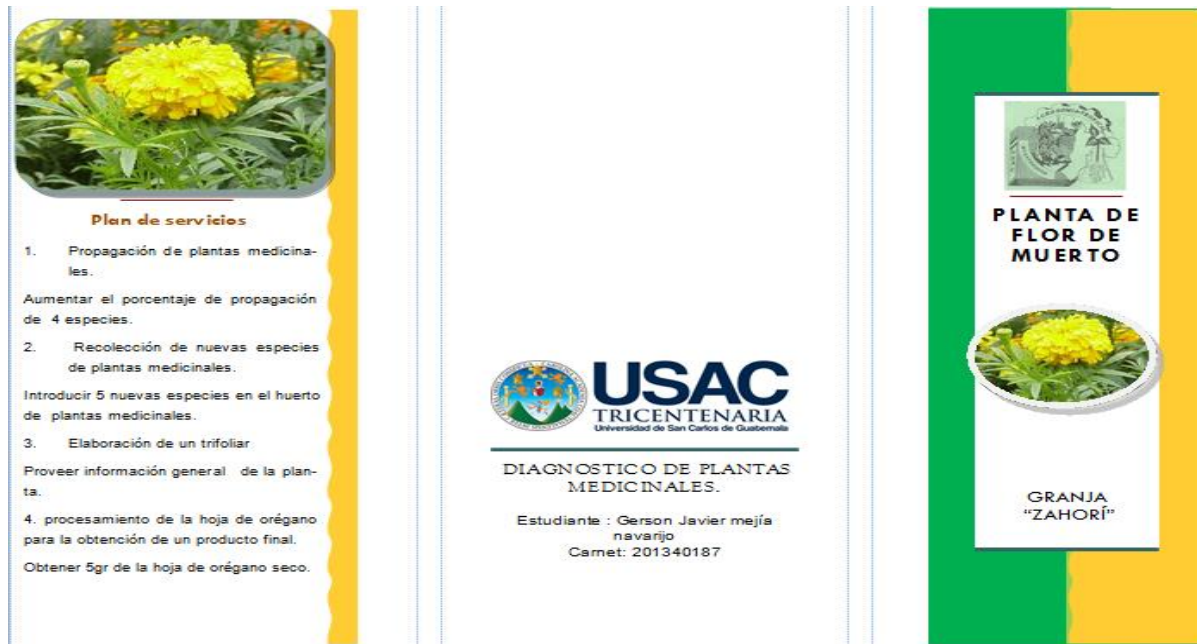 Plan de servicios
1. Propagación de plantas medicina-
les.
Aumentar el porcentaje de propagación
de 4 especies.
2. Recolección de nuevas especies
de plantas medicinales.
Introducir 5 nuevas especies en el huerto
de plantas medicinales.
3. Elaboración de un trifoliar
Proveer información general de la plan-
ta.
4. procesamiento de la hoja de orégano
para la obtención de un producto final.
Obtener 5gr de la hoja de orégano seco.
USAC
TRICENTENARIA
Universidad de San Carlos de Guatemala
DIAGNOSTICO DE PLANTAS
MEDICINALES.
Estudiante : Gerson Javier mejía
navarijo
Carnet: 201340187
PLANTA DE
FLOR DE
MUERTO
GRANJA
“ZAHORÍ”